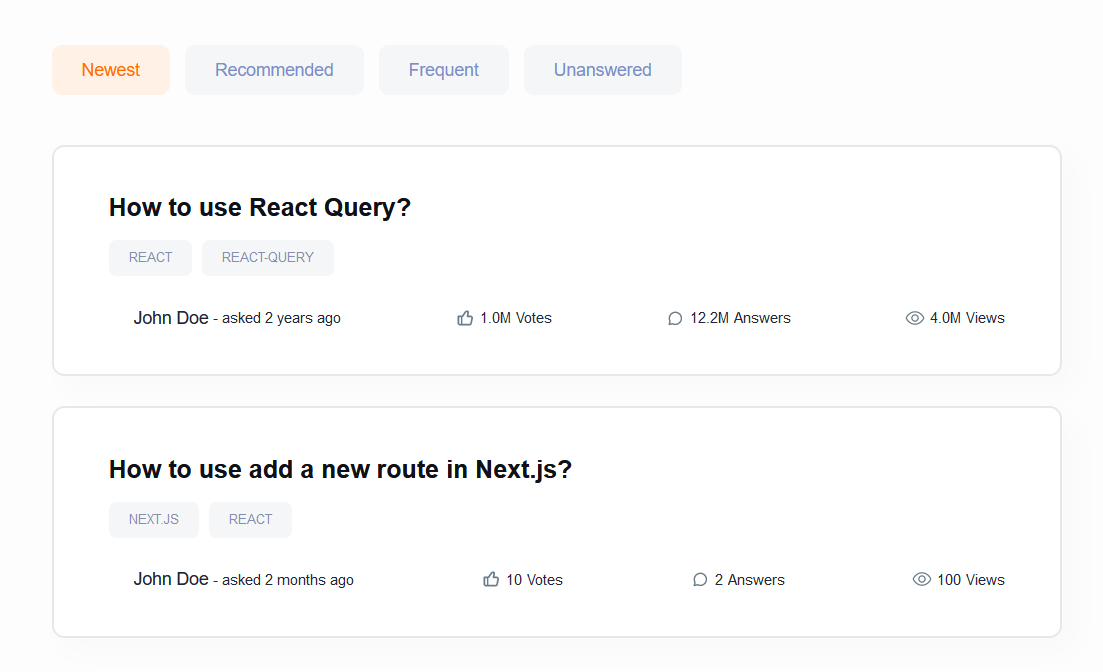 Newest Recommended Frequent Unanswered
How to use React Query?
REACT REACT-QUERY
John Doe - asked 2 years ago 1.0M Votes 12.2M Answers 4.0M Views
How to use add a new route in Next.js?
NEXT.JS REACT
John Doe - asked 2 months ago 10 Votes 2 Answers 100 Views